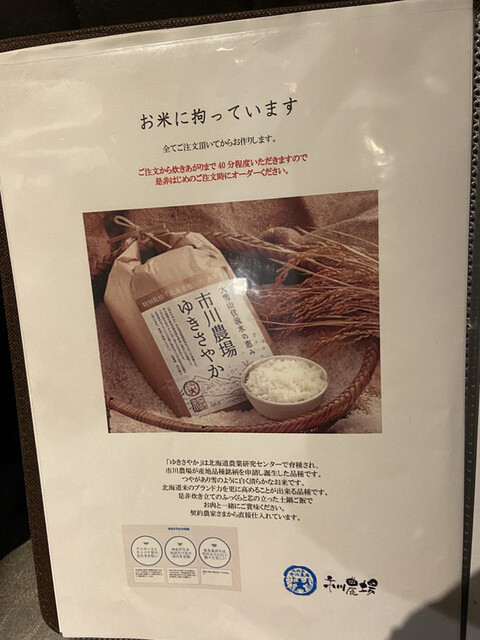 お米に拘っています
全てご注文頂いてからお作りします。
ご注文から炊きあがりまで40分程度いただきますので
是非はじめのご注文時にオーダーください。
大雪山伏流水の恵み
市川農場
ゆきさやか
「ゆきさやか」は北海道農業研究センターで育種され、
市川農場が産地品種銘柄を申請し誕生した品種です。
つやがあり雪のように白く清らかなお米です。
北海道米のブランド力を更に高めることが出来る品種です。
是非炊き立てのふっくらと芯の立った土鍋ご飯で
お肉と一緒にご賞味ください。
契約農家さまから直接仕入れています。
市川農場